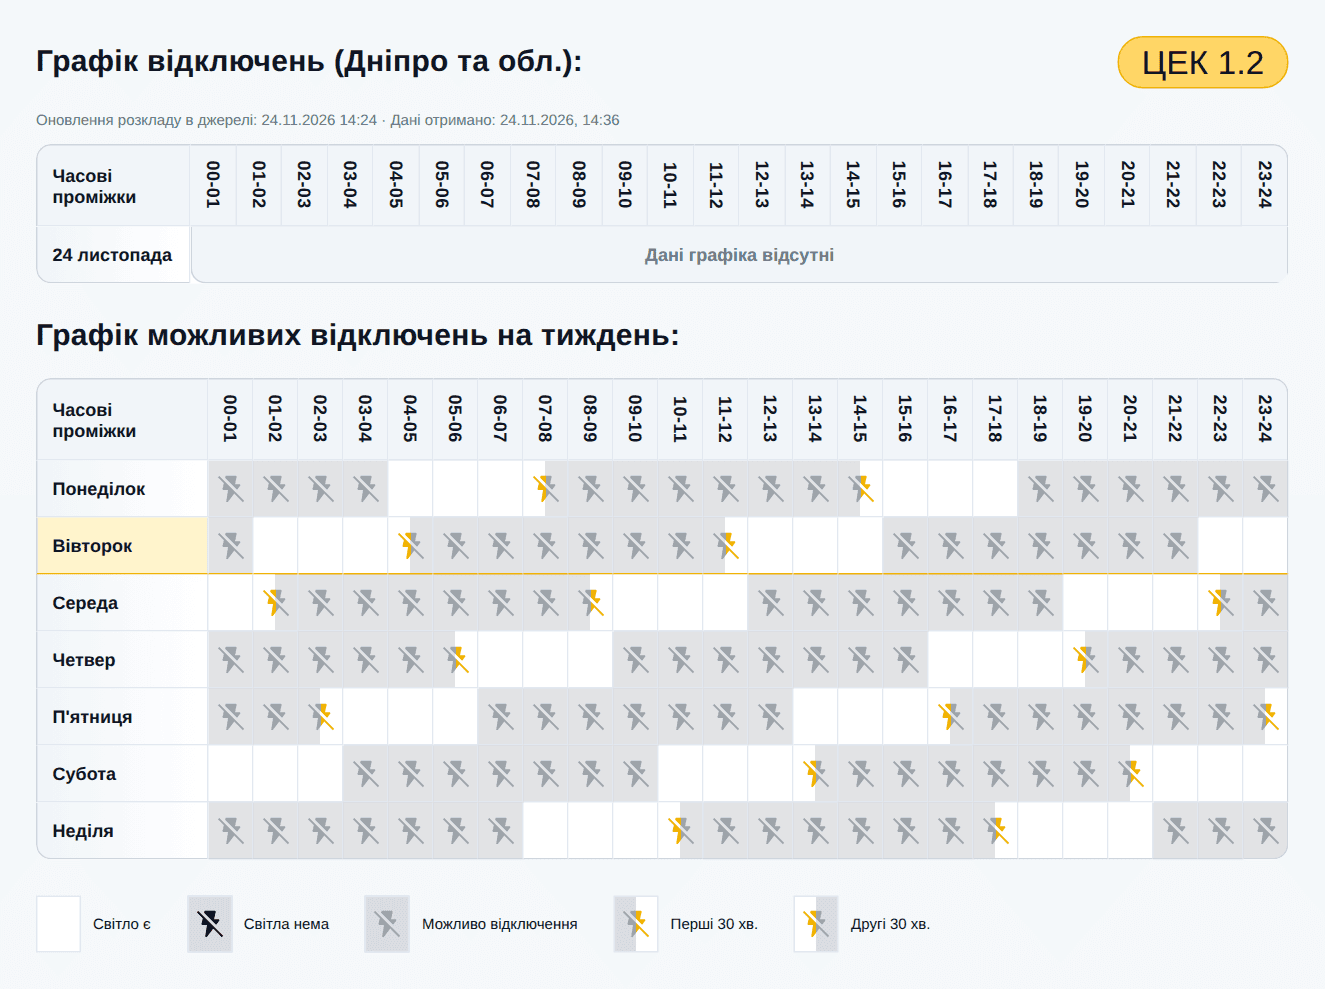 Графік відключень (Дніпро та обл.):
ЦЕК 1.2
Оновлення розкладу в джерелі: 24.11.2026 14:24 · Дані отримано: 24.11.2026, 14:36
Часові проміжки 00-01 01-02 02-03 03-04 04-05 05-06 06-07 07-08 08-09 09-10 10-11 11-12 12-13 13-14 14-15 15-16 16-17 17-18 18-19 19-20 20-21 21-22 22-23 23-24
24 листопада Дані графіка відсутні
Графік можливих відключень на тиждень:
Часові проміжки 00-01 01-02 02-03 03-04 04-05 05-06 06-07 07-08 08-09 09-10 10-11 11-12 12-13 13-14 14-15 15-16 16-17 17-18 18-19 19-20 20-21 21-22 22-23 23-24
Понеділок
Вівторок
Середа
Четвер
П'ятниця
Субота
Неділя
Світло є Світла нема Можливо відключення Перші 30 хв. Другі 30 хв.